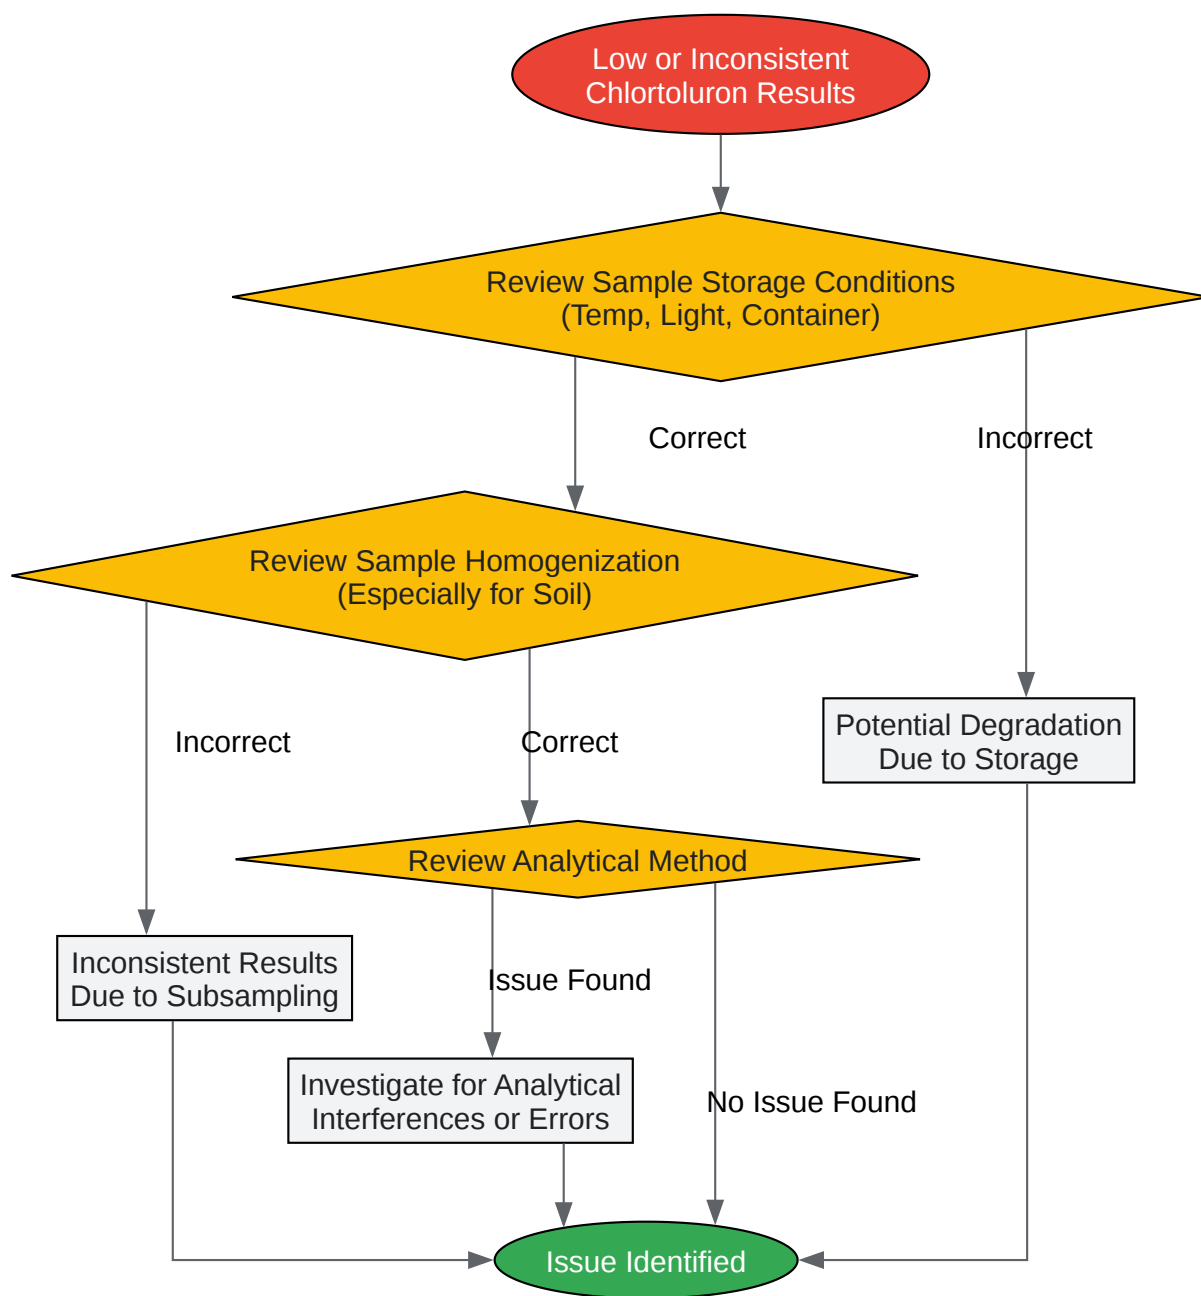 Low or Inconsistent
Chlortoluron Results
Review Sample Storage Conditions
(Temp, Light, Container)
Correct
Incorrect
Review Sample Homogenization
(Especially for Soil)
Incorrect
Correct
Potential Degradation
Due to Storage
Review Analytical Method
Inconsistent Results
Due to Subsampling
Issue Found
Investigate for Analytical
Interferences or Errors
No Issue Found
Issue Identified